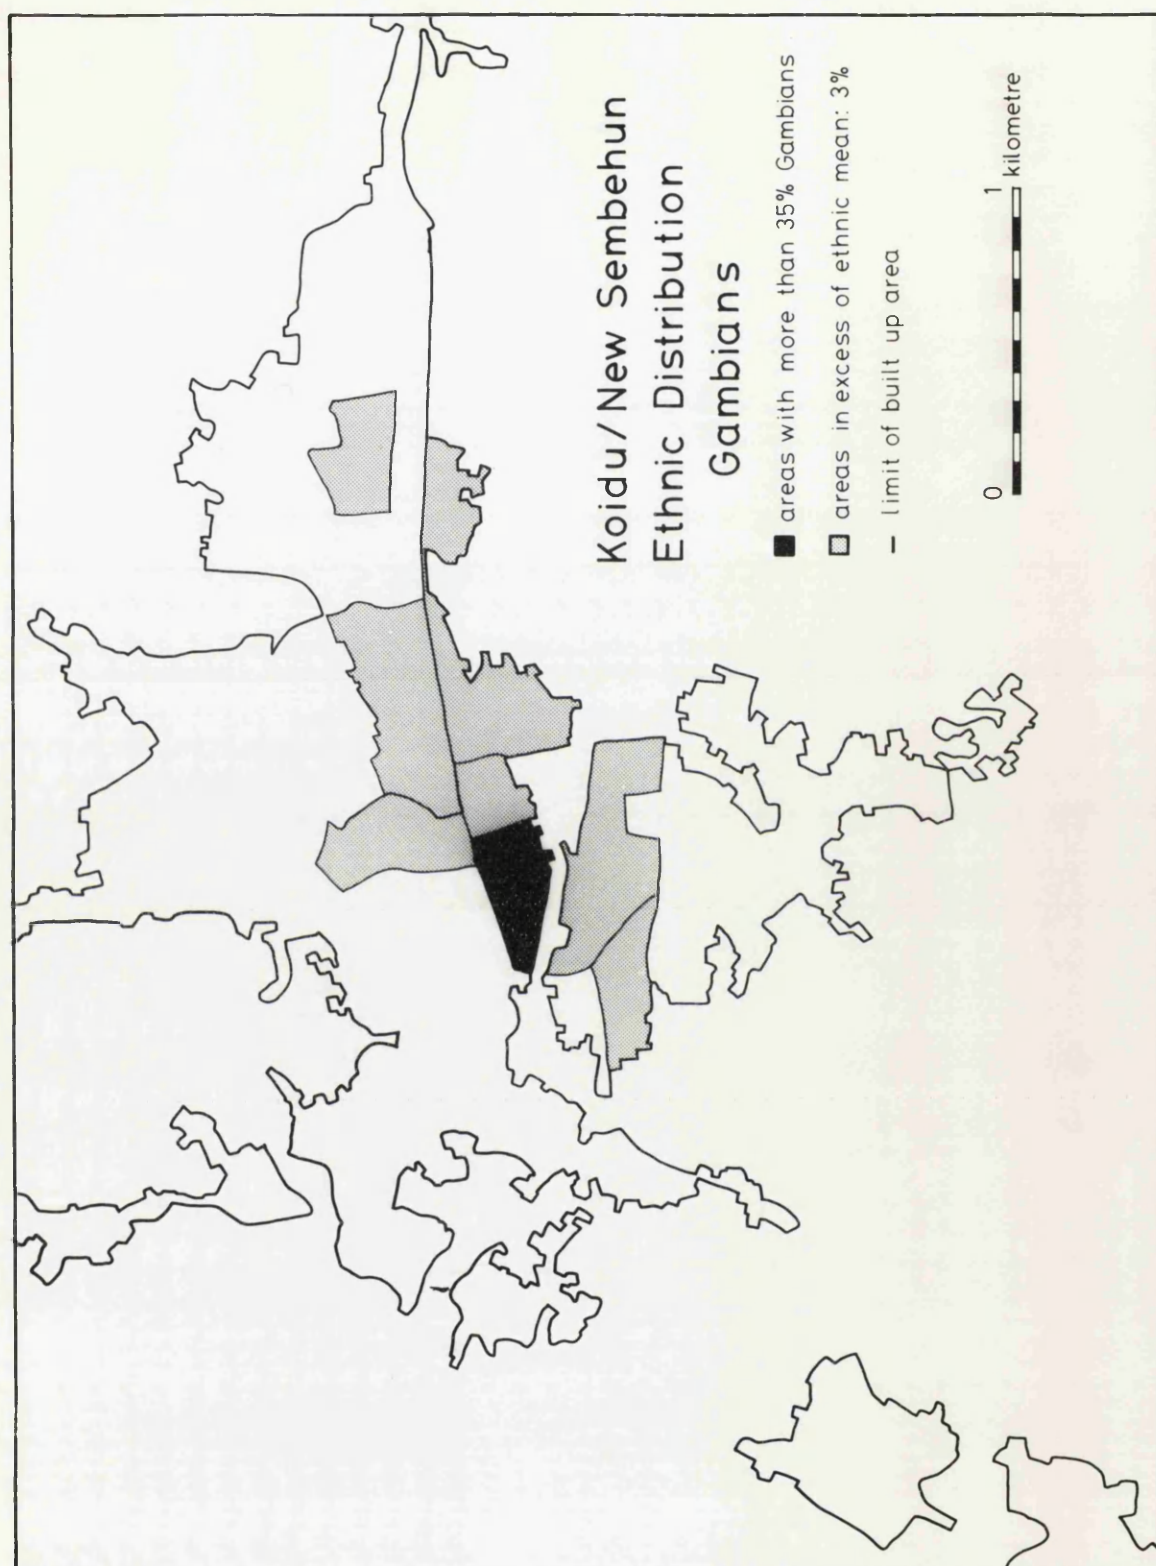 Koidu/New Sembehun
Ethnic Distribution
Gambians
areas with more than 35% Gambians
areas in excess of ethnic mean: 3%
limit of built up area
0 1
kilometre